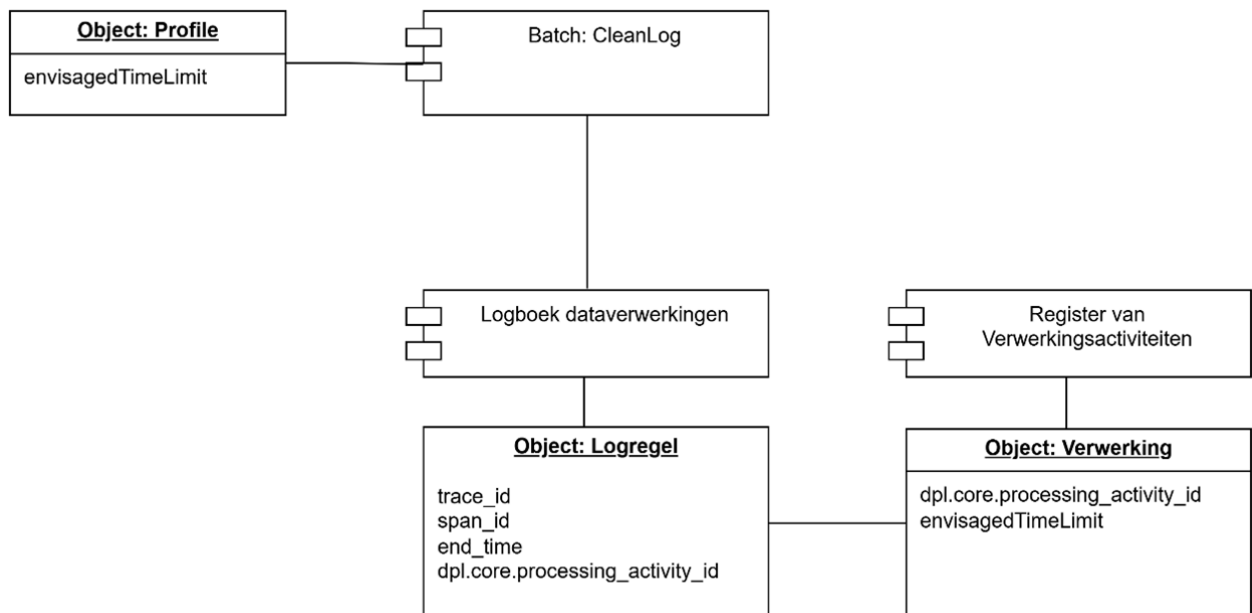 Object: Profile
envisagedTimeLimit
Batch: CleanLog
Logboek dataverwerkingen
Register van
Verwerkingsactiviteiten
Object: Logregel
trace_id
span_id
end_time
dpl.core.processing_activity_id
Object: Verwerking
dpl.core.processing_activity_id
envisagedTimeLimit